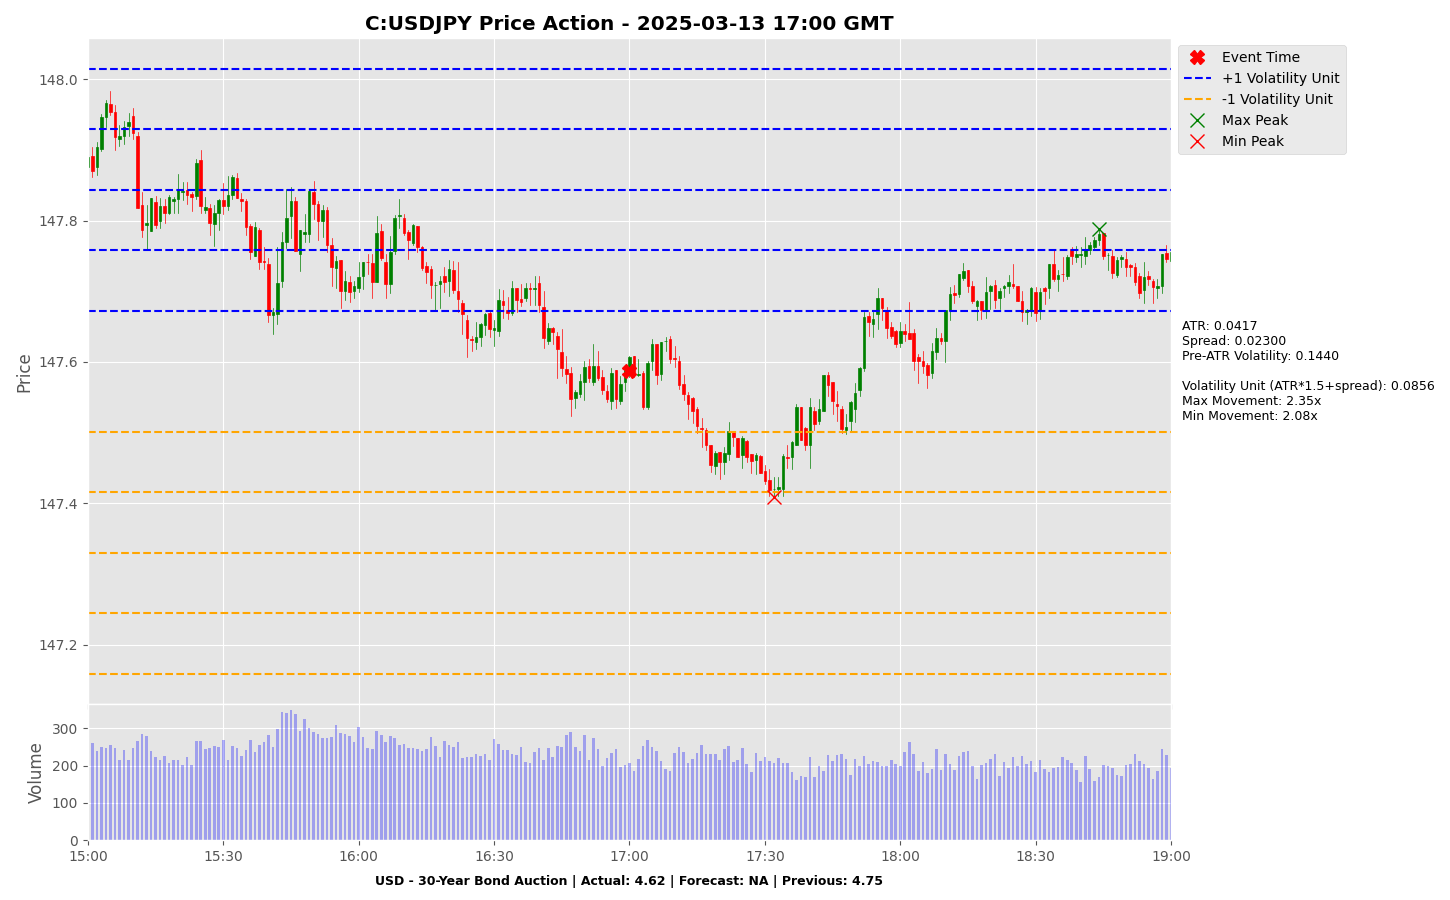 C:USDJPY Price Action - 2025-03-13 17:00 GMT
Event Time
+1 Volatility Unit
-1 Volatility Unit
Max Peak
Min Peak
Price
148.0
147.8
147.6
147.4
147.2
ATR: 0.0417
Spread: 0.02300
Pre-ATR Volatility: 0.1440
Volatility Unit (ATR*1.5+spread): 0.0856
Max Movement: 2.35x
Min Movement: 2.08x
Volume
300
200
100
0
15:00 15:30 16:00 16:30 17:00 17:30 18:00 18:30 19:00
USD - 30-Year Bond Auction | Actual: 4.62 | Forecast: NA | Previous: 4.75